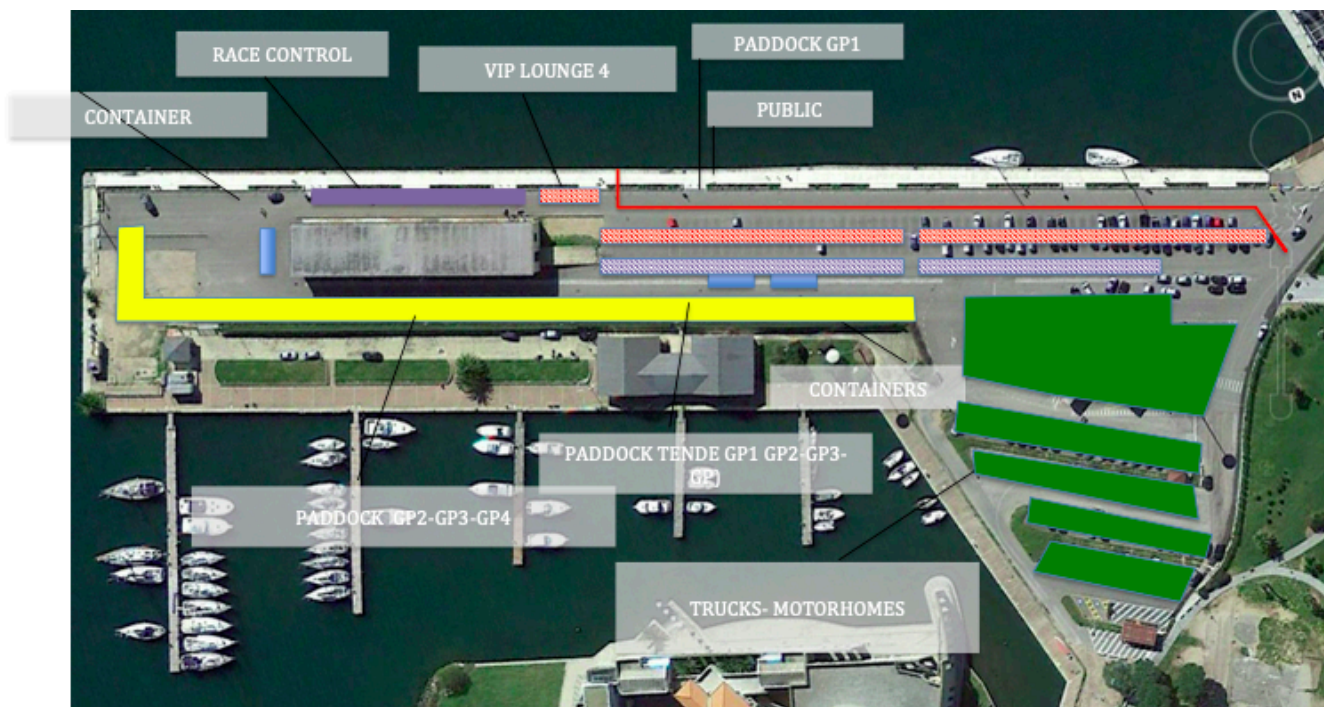 RACE CONTROL
PADDOCK GP1
VIP LOUNGE 4
CONTAINER
PUBLIC
N
CONTAINERS
PADDOCK TENDE GP1 GP2-GP3-
GP)
PADDOCK GP2-GP3-GP4
TRUCKS- MOTORHOMES